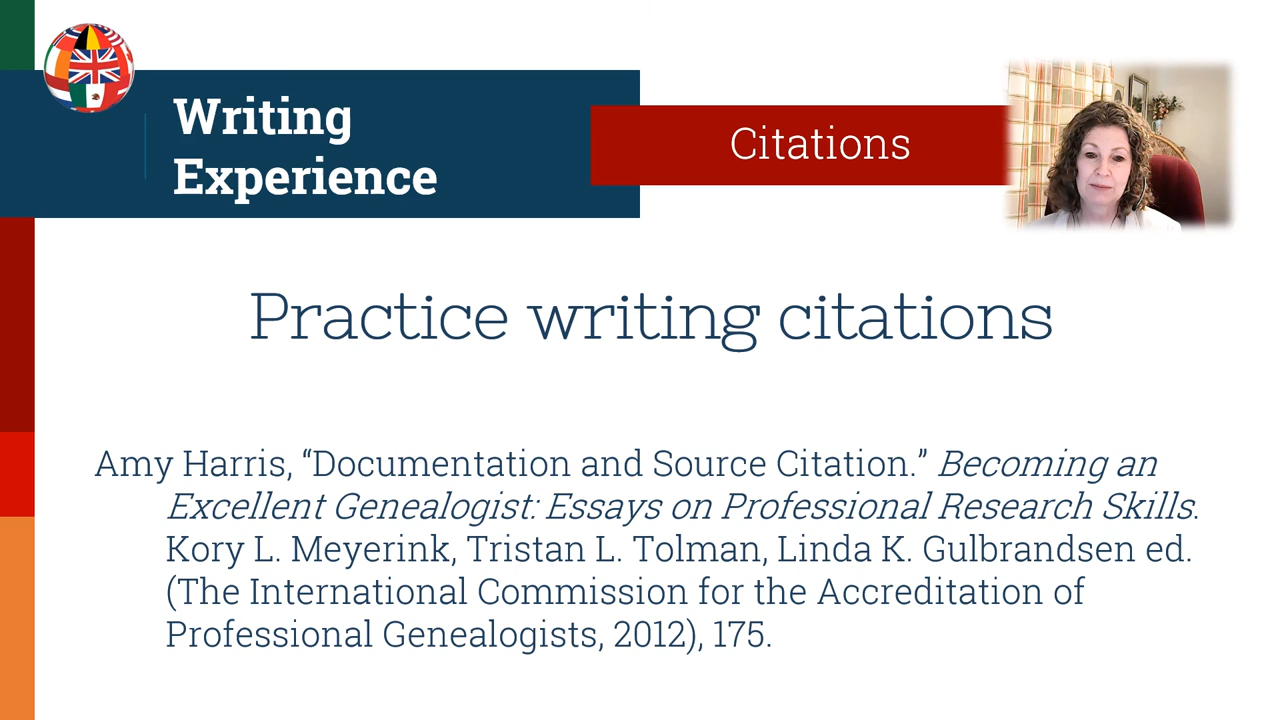 Writing
Experience
Citations
Practice writing citations
Amy Harris, “Documentation and Source Citation.” Becoming an
Excellent Genealogist: Essays on Professional Research Skills.
Kory L. Meyerink, Tristan L. Tolman, Linda K. Gulbrandsen ed.
(The International Commission for the Accreditation of
Professional Genealogists, 2012), 175.